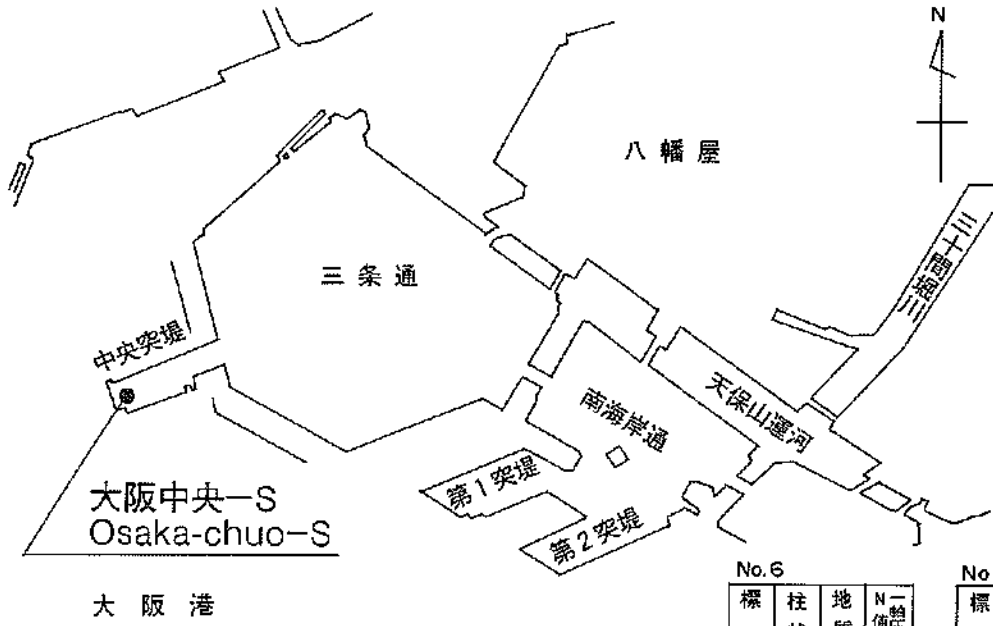 N
八幡屋
三十間堀川
三条通
中央突堤
天保山運河
南海岸通
第1突堤
大阪中央－S
Osaka-chuo－S
第2突堤
大阪港
No.6
標
柱
地
N
No
標